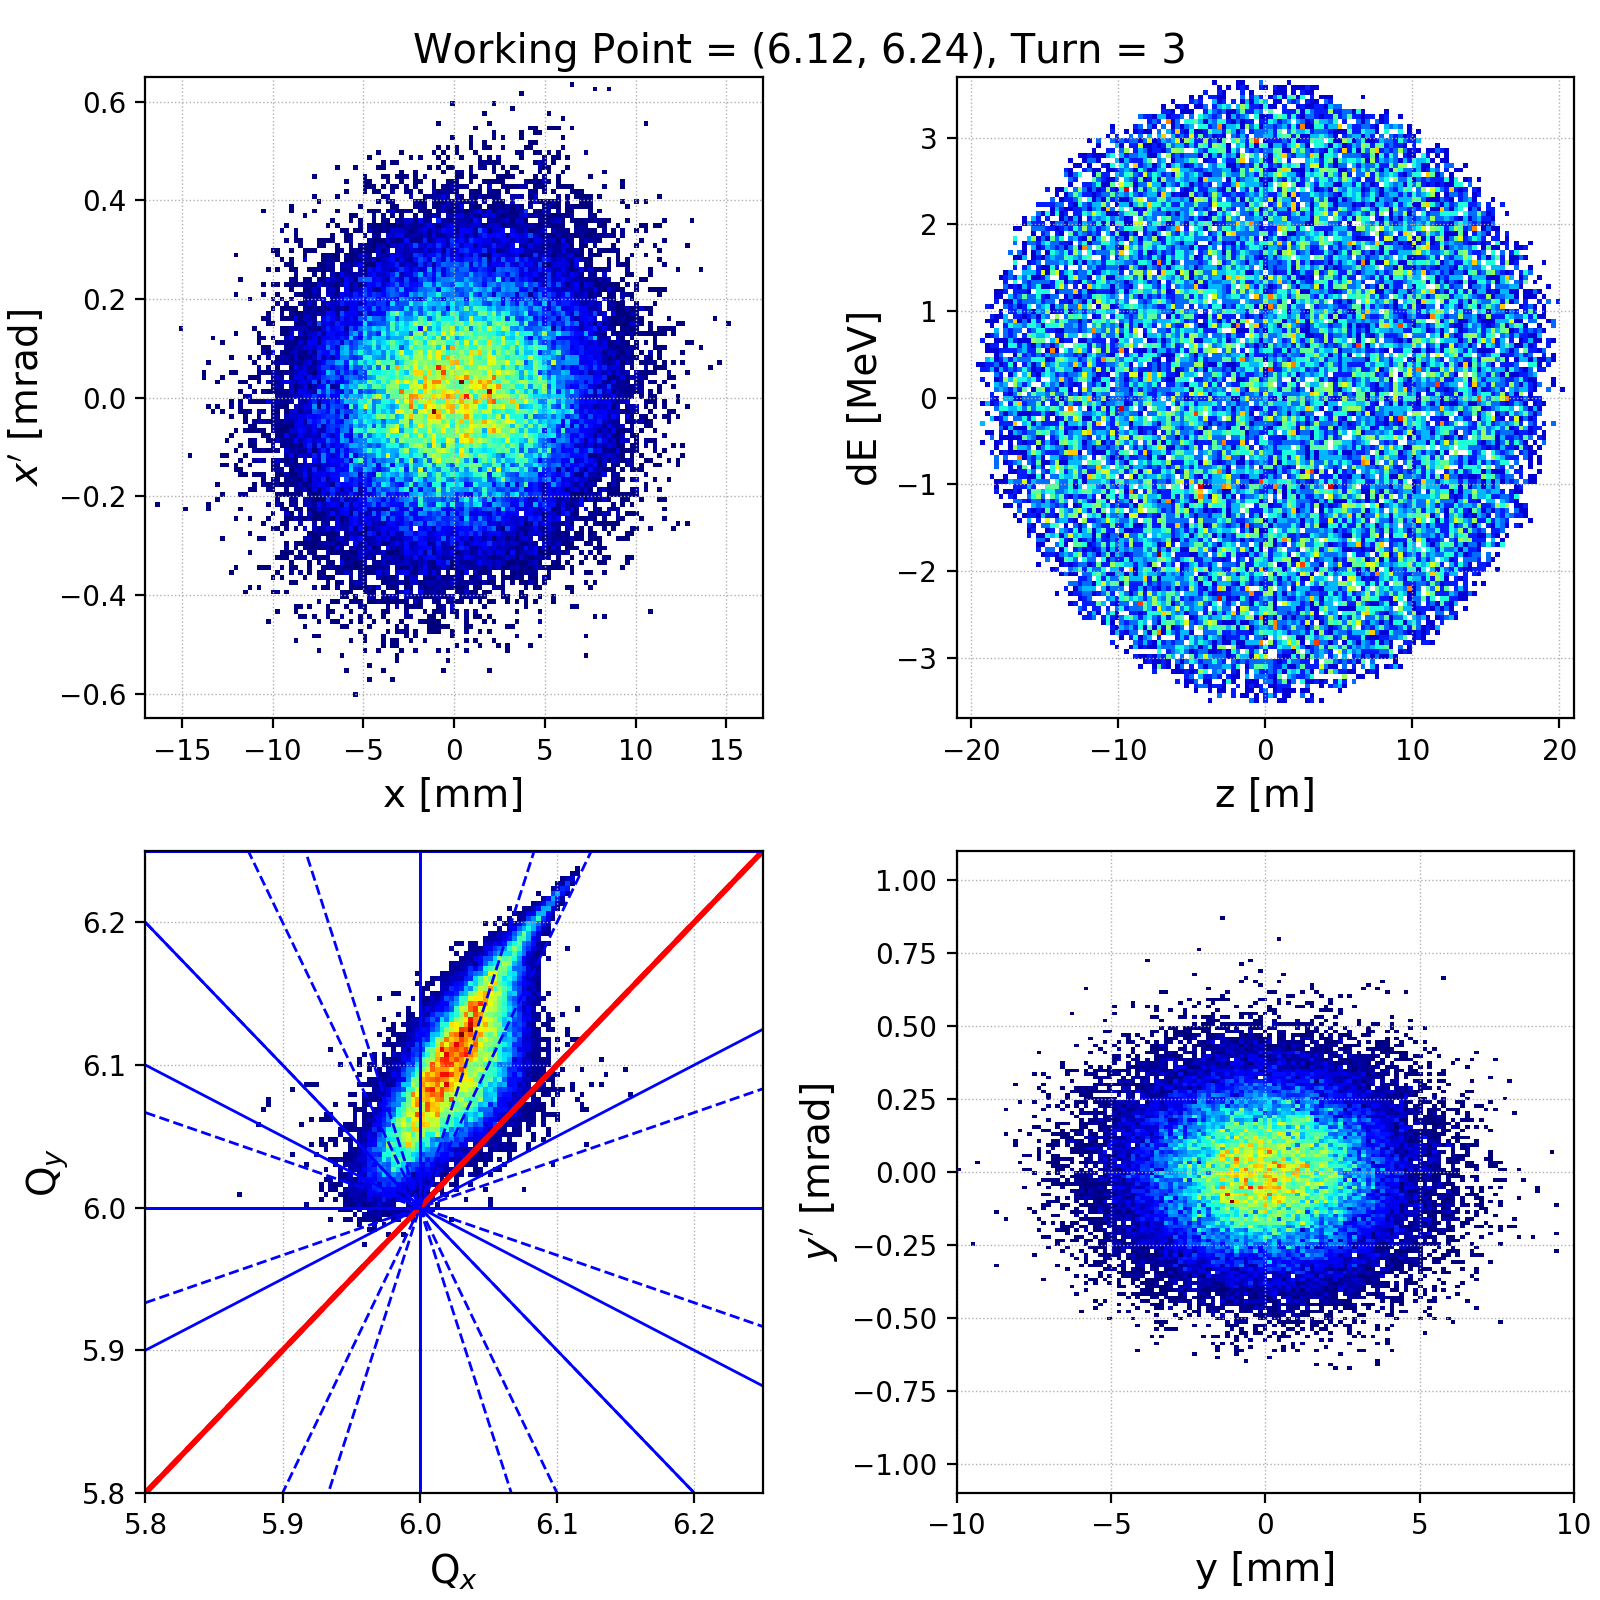 Working Point = (6.12, 6.24), Turn = 3
0.6
0.4
0.2
0.0
−0.2
−0.4
−0.6
x′ [mrad]
−15 −10 −5 0 5 10 15
x [mm]
3
2
1
0
−1
−2
−3
dE [MeV]
−20 −10 0 10 20
z [m]
6.2
6.1
6.0
5.9
5.8
Qy
5.8 5.9 6.0 6.1 6.2
Qx
1.00
0.75
0.50
0.25
0.00
−0.25
−0.50
−0.75
−1.00
y′ [mrad]
−10 −5 0 5 10
y [mm]